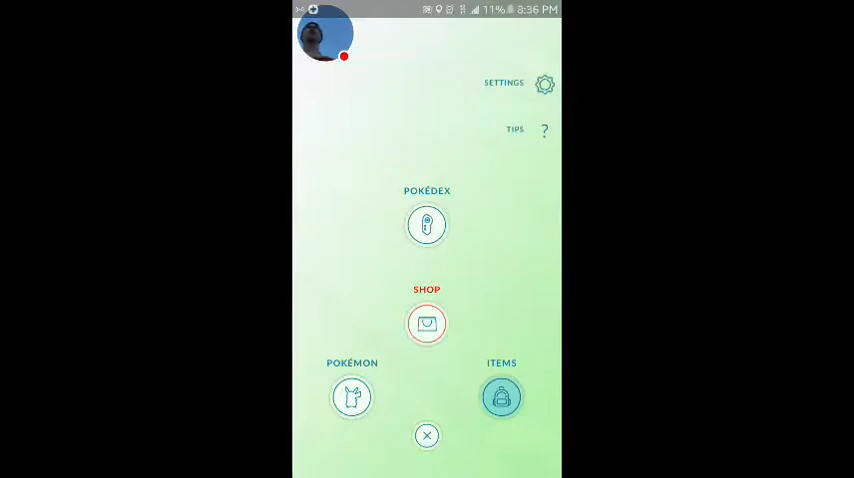 11% 8:36 PM
SETTINGS
TIPS ?
POKÉDEX
SHOP
POKÉMON
ITEMS